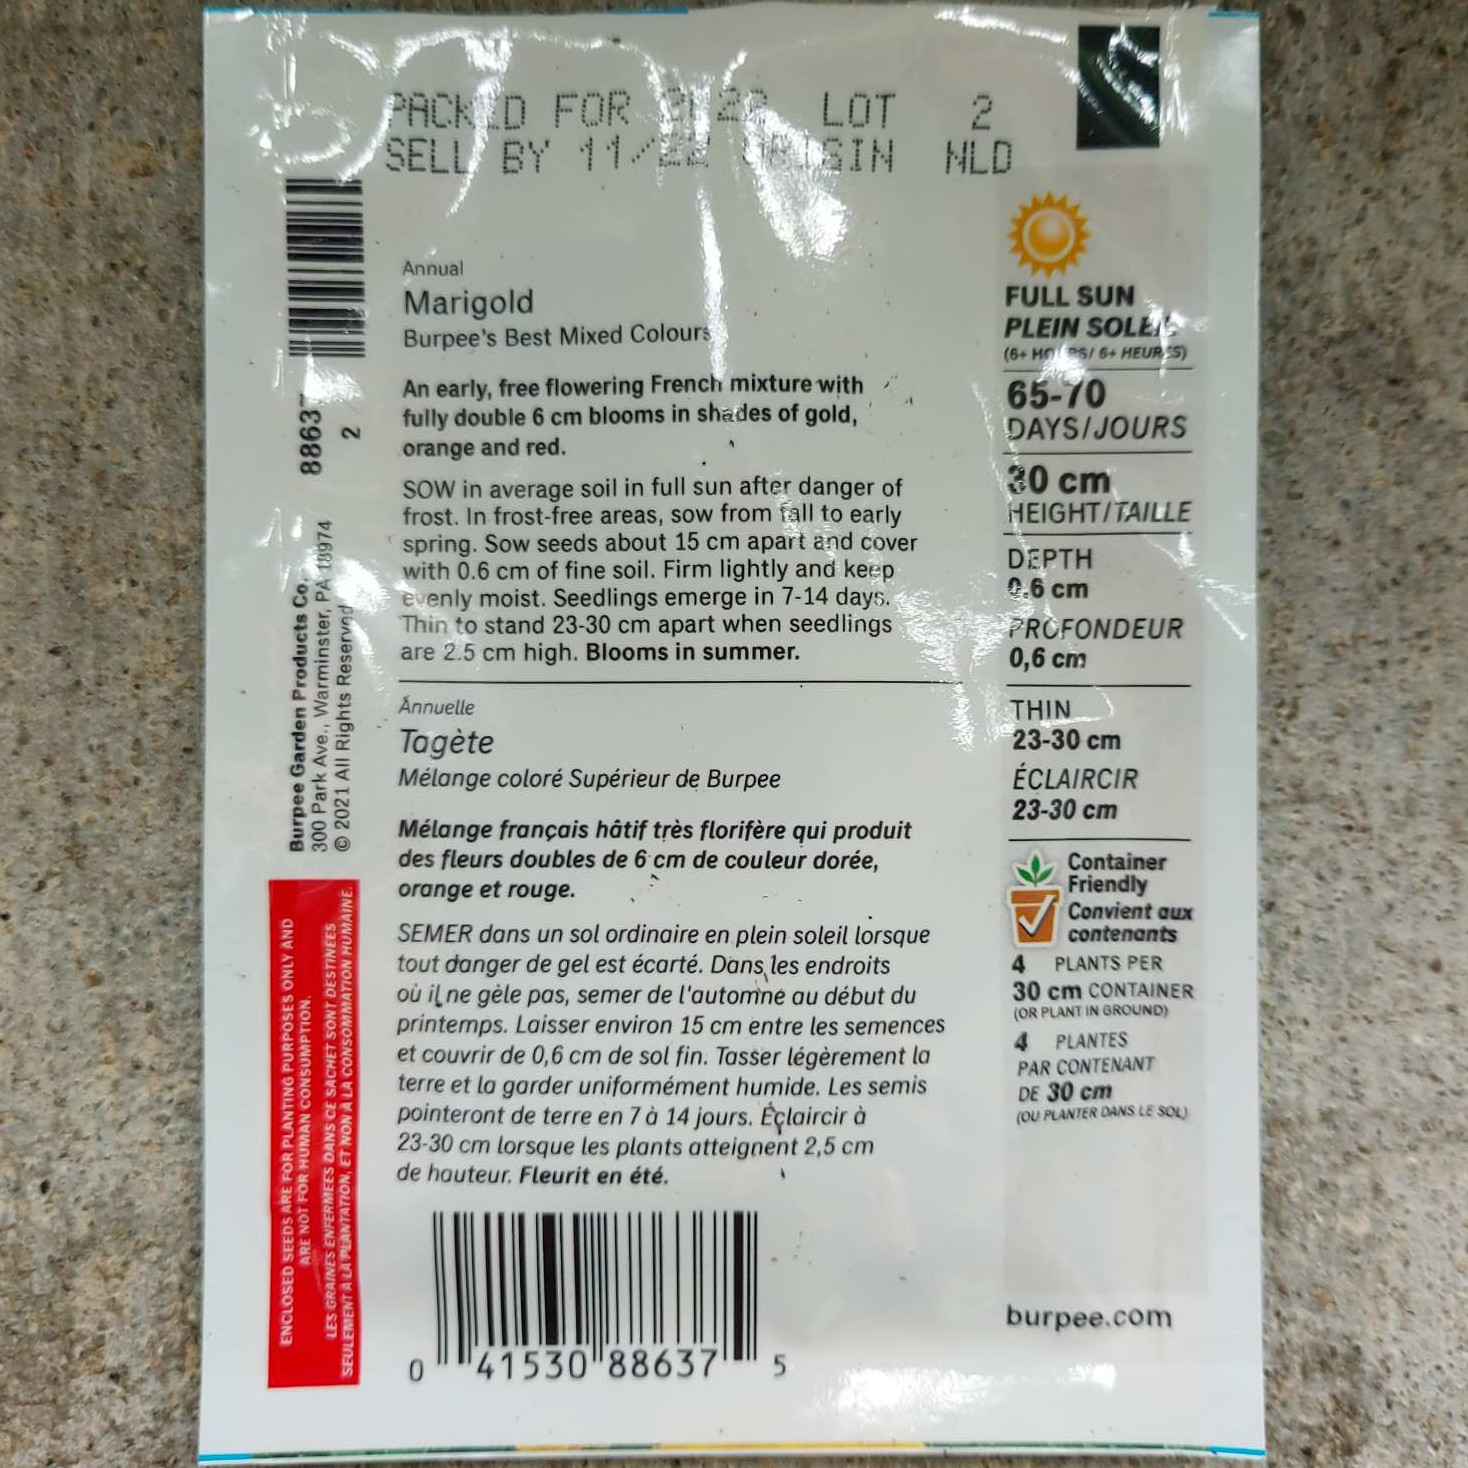 PACKED FOR 2022 LOT 2
SELL BY 11/22 ORIGIN NLD
Annual
Marigold
Burpee's Best Mixed Colours
An early, free flowering French mixture with
fully double 6 cm blooms in shades of gold,
orange and red.
SOW in average soil in full sun after danger of
frost. In frost-free areas, sow from fall to early
spring. Sow seeds about 15 cm apart and cover
with 0.6 cm of fine soil. Firm lightly and keep
evenly moist. Seedlings emerge in 7-14 days.
Thin to stand 23-30 cm apart when seedlings
are 2.5 cm high. Blooms in summer.
Annuelle
Tagète
Mélange coloré Supérieur de Burpee
Mélange français hâtif très florifère qui produit
des fleurs doubles de 6 cm de couleur dorée,
orange et rouge.
SEMER dans un sol ordinaire en plein soleil lorsque
tout danger de gel est écarté. Dans les endroits
où il ne gèle pas, semer de l'automne au début du
printemps. Laisser environ 15 cm entre les semences
et couvrir de 0,6 cm de sol fin. Tasser légèrement la
terre et la garder uniformément humide. Les semis
pointeront de terre en 7 à 14 jours. Éclaircir à
23-30 cm lorsque les plants atteignent 2,5 cm
de hauteur. Fleurit en été.
0 41530 88637 5
FULL SUN
PLEIN SOLEIL
(6+ HOURS/ 6+ HEURES)
65-70
DAYS/JOURS
30 cm
HEIGHT/TAILLE
DEPTH
0.6 cm
PROFONDEUR
0,6 cm
THIN
23-30 cm
ÉCLAIRCIR
23-30 cm
Container
Friendly
Convient aux
contenants
4 PLANTS PER
30 cm CONTAINER
(OR PLANT IN GROUND)
4 PLANTES
PAR CONTENANT
DE 30 cm
(OU PLANTER DANS LE SOL)
burpee.com
88637
2
Burpee Garden Products Co.
300 Park Ave., Warminster, PA 18974
© 2021 All Rights Reserved
ENCLOSED SEEDS ARE FOR PLANTING PURPOSES ONLY AND
ARE NOT FOR HUMAN CONSUMPTION.
LES GRAINES ENFERMÉES DANS CE SACHET SONT DESTINÉES
SEULEMENT À LA PLANTATION, ET NON À LA CONSOMMATION HUMAINE.